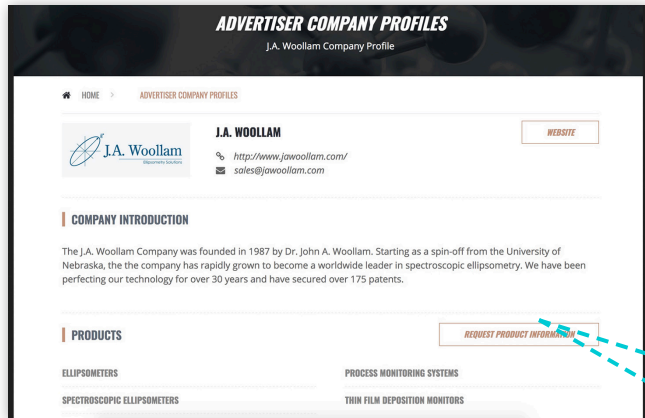 ADVERTISER COMPANY PROFILES
J.A. Woollam Company Profile
HOME > ADVERTISER COMPANY PROFILES
J.A. Woollam
Ellipsometry Solutions
J.A. WOOLLAM
http://www.jawoollam.com/
sales@jawoollam.com
WEBSITE
COMPANY INTRODUCTION
The J.A. Woollam Company was founded in 1987 by Dr. John A. Woollam. Starting as a spin-off from the University of
Nebraska, the the company has rapidly grown to become a worldwide leader in spectroscopic ellipsometry. We have been
perfecting our technology for over 30 years and have secured over 175 patents.
PRODUCTS
REQUEST PRODUCT INFORMATION
ELLIPSOMETERS
PROCESS MONITORING SYSTEMS
SPECTROSCOPIC ELLIPSOMETERS
THIN FILM DEPOSITION MONITORS